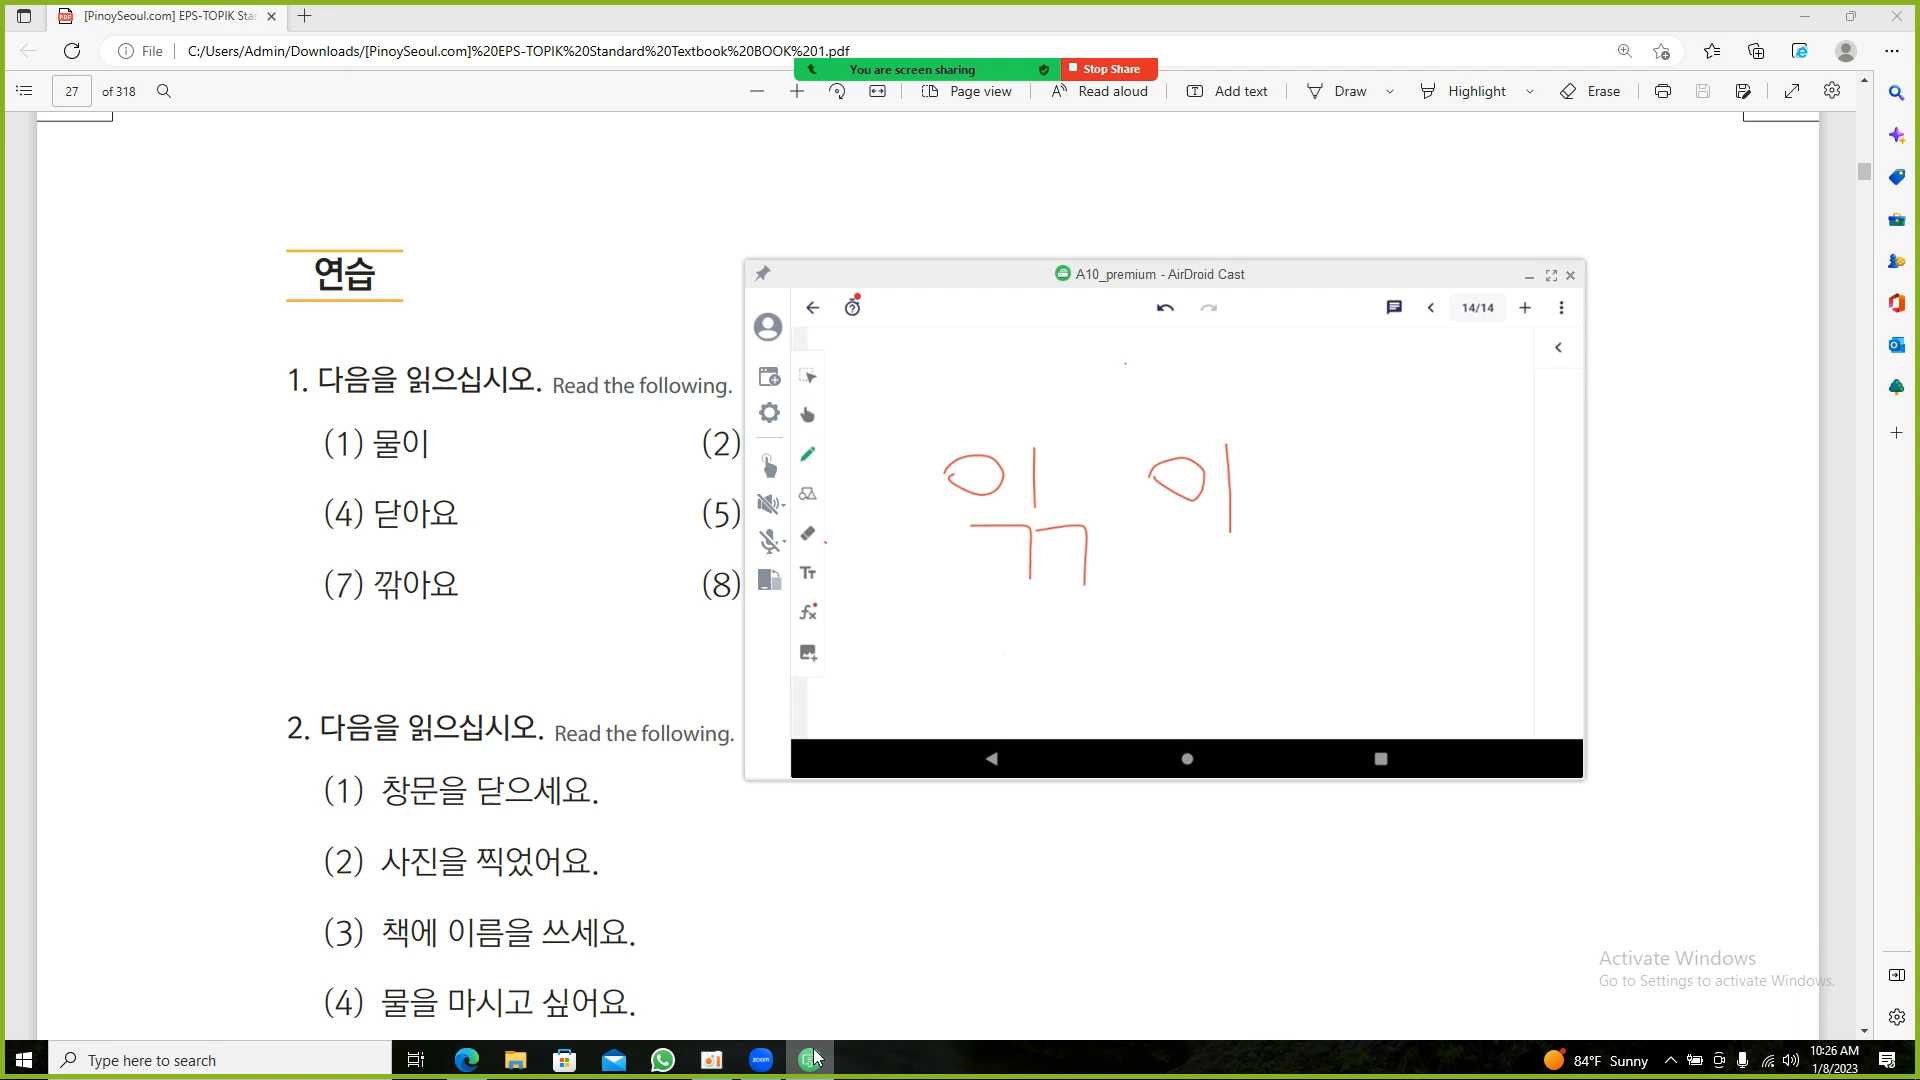 [PinoySeoul.com] EPS-TOPIK Sta
File C:/Users/Admin/Downloads/[PinoySeoul.com]%20EPS-TOPIK%20Standard%20Textbook%20BOOK%201.pdf
You are screen sharing Stop Share
27 of 318 Page view Read aloud Add text Draw Highlight Erase
연습
A10_premium - AirDroid Cast
14/14
1. 다음을 읽으십시오. Read the following.
(1) 물이 (2)
(4) 닫아요 (5)
(7) 깎아요 (8)
읶 이
Tт
fx
2. 다음을 읽으십시오. Read the following.
(1) 창문을 닫으세요.
(2) 사진을 찍었어요.
(3) 책에 이름을 쓰세요.
(4) 물을 마시고 싶어요.
Activate Windows
Go to Settings to activate Windows.
Type here to search
zoom
84°F Sunny
10:26 AM
1/8/2023